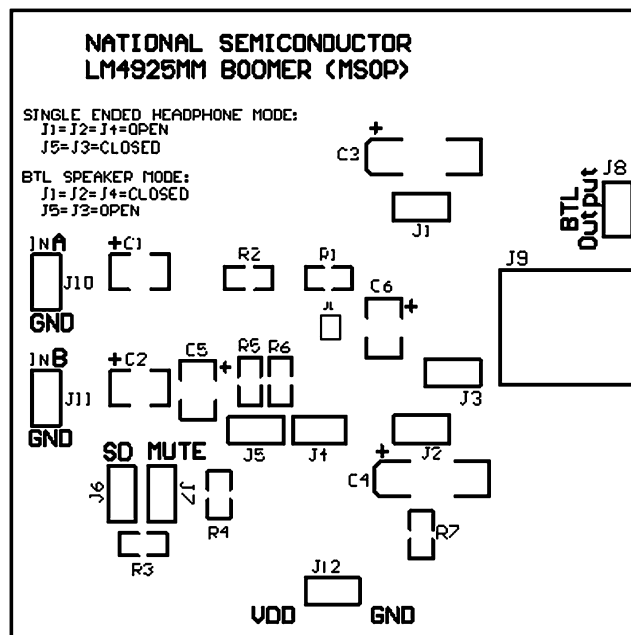 NATIONAL SEMICONDUCTOR
LM4925MM BOOMER (MSOP)
SINGLE ENDED HEADPHONE MODE:
J1=J2=J4=OPEN
J5=J3=CLOSED
BTL SPEAKER MODE:
J1=J2=J4=CLOSED
J5=J3=OPEN
+
C3
J1
J8
BTL
Output
IN A
J10
GND
+ C1
R2
R1
C6
+
J9
IN B
J11
GND
+ C2
C5
+
R5
R6
J3
J5
J4
J2
SD MUTE
J6
J7
R4
+
C4
R3
R7
J12
VDD GND